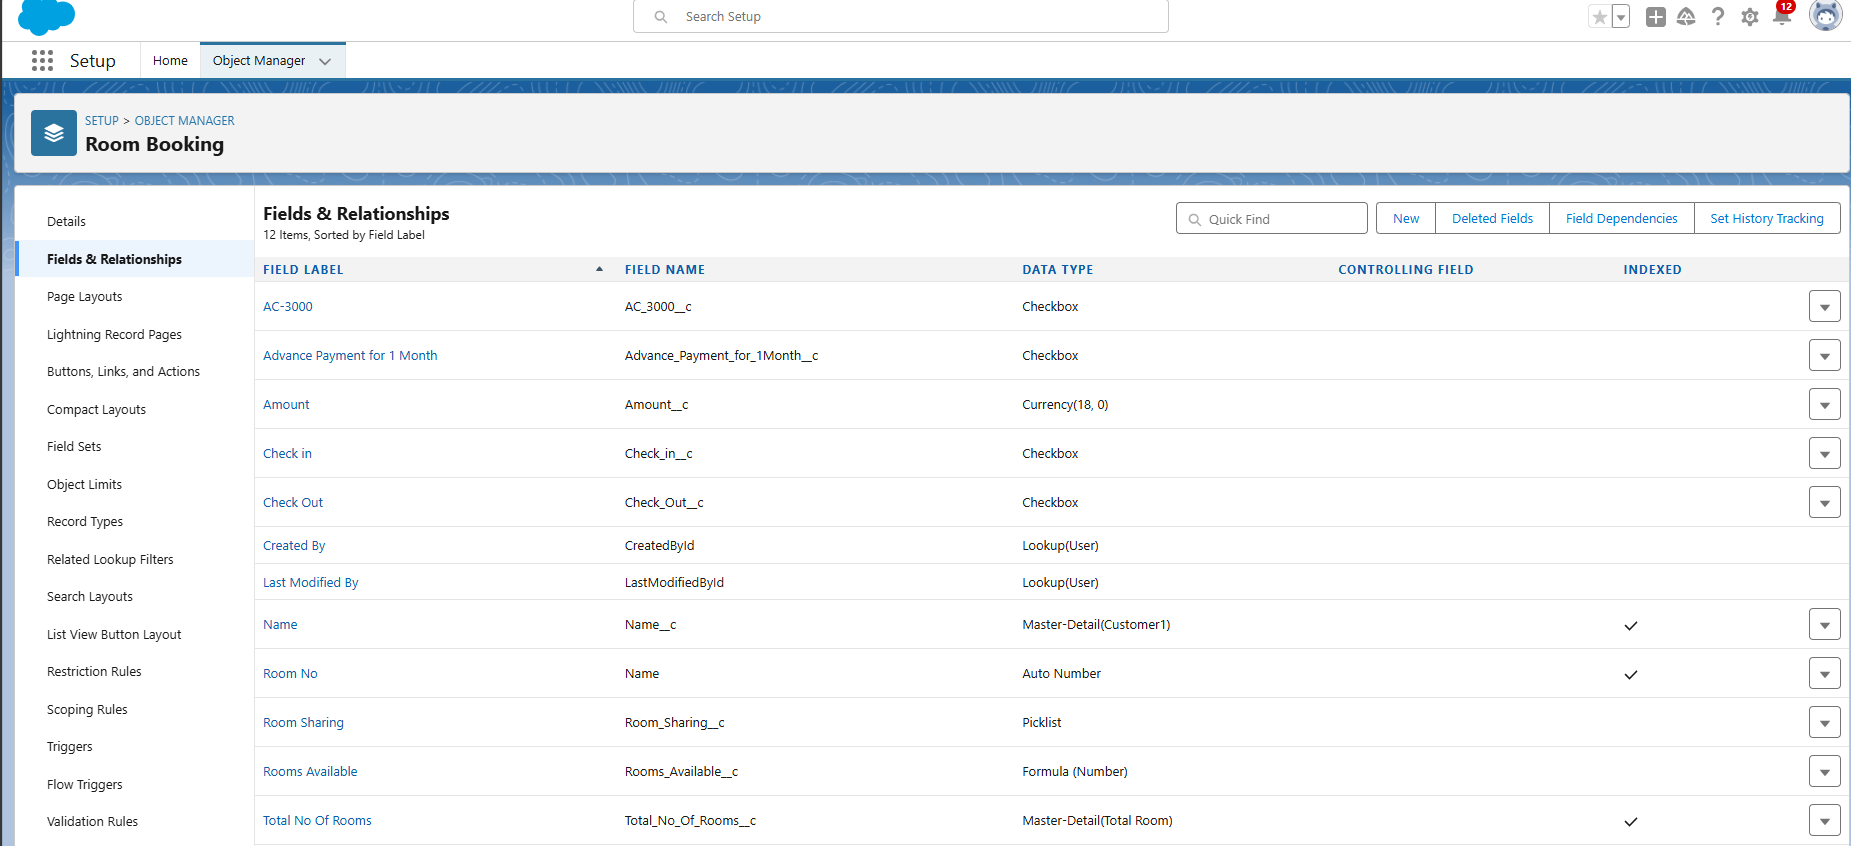 Search Setup
12
Setup
Home
Object Manager
SETUP > OBJECT MANAGER
Room Booking
Details
Fields & Relationships
Page Layouts
Lightning Record Pages
Buttons, Links, and Actions
Compact Layouts
Field Sets
Object Limits
Record Types
Related Lookup Filters
Search Layouts
List View Button Layout
Restriction Rules
Scoping Rules
Triggers
Flow Triggers
Validation Rules
Fields & Relationships
12 Items, Sorted by Field Label
Quick Find
New
Deleted Fields
Field Dependencies
Set History Tracking
FIELD LABEL FIELD NAME DATA TYPE CONTROLLING FIELD INDEXED
AC-3000 AC_3000__c Checkbox
Advance Payment for 1 Month Advance_Payment_for_1Month__c Checkbox
Amount Amount__c Currency(18, 0)
Check in Check_in__c Checkbox
Check Out Check_Out__c Checkbox
Created By CreatedById Lookup(User)
Last Modified By LastModifiedById Lookup(User)
Name Name__c Master-Detail(Customer1)
Room No Name Auto Number
Room Sharing Room_Sharing__c Picklist
Rooms Available Rooms_Available__c Formula (Number)
Total No Of Rooms Total_No_Of_Rooms__c Master-Detail(Total Room)